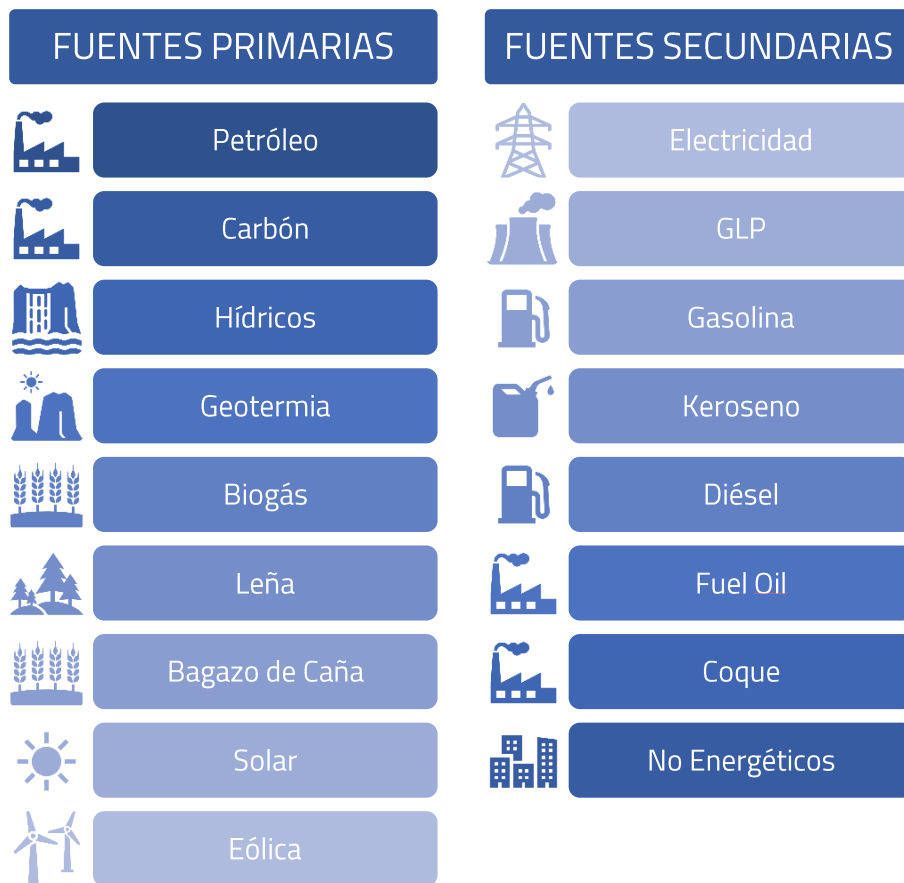 FUENTES PRIMARIAS
Petróleo
Carbón
Hídricos
Geotermia
Biogás
Leña
Bagazo de Caña
Solar
Eólica
FUENTES SECUNDARIAS
Electricidad
GLP
Gasolina
Keroseno
Diésel
Fuel Oil
Coque
No Energéticos